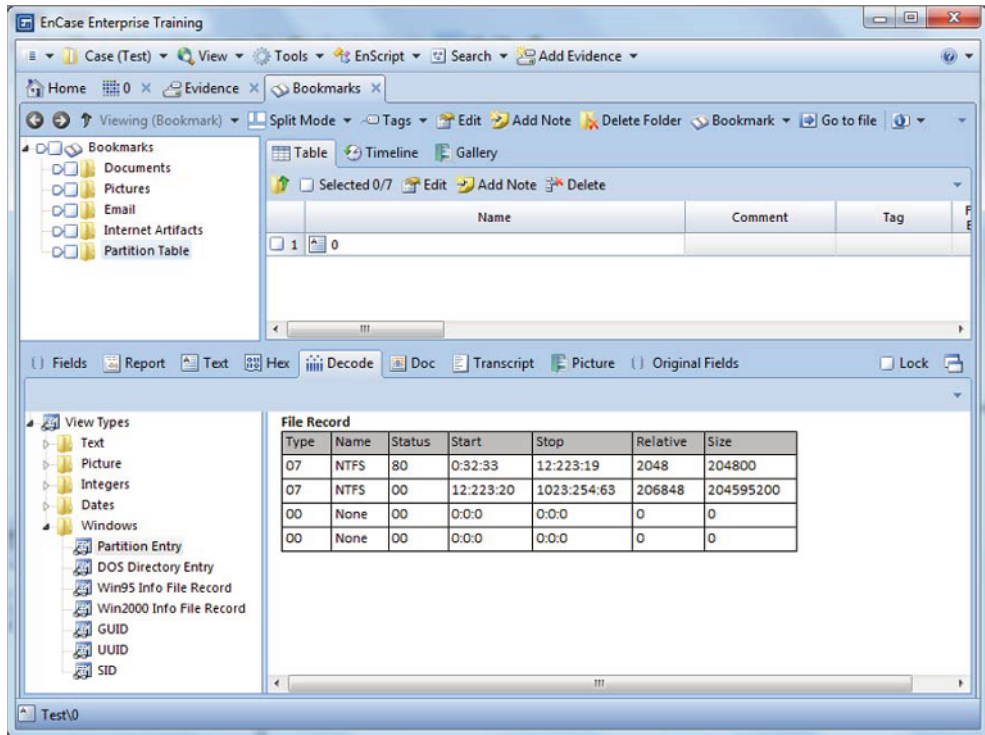 EnCase Enterprise Training
Case (Test) View Tools EnScript Search Add Evidence
Home 0 Evidence Bookmarks
Viewing (Bookmark) Split Mode Tags Edit Add Note Delete Folder Bookmark Go to file
Bookmarks
Documents
Pictures
Email
Internet Artifacts
Partition Table
Table Timeline Gallery
Selected 0/7 Edit Add Note Delete
Name Comment Tag
1 0
Fields Report Text Hex Decode Doc Transcript Picture Original Fields Lock
View Types
Text
Picture
Integers
Dates
Windows
Partition Entry
DOS Directory Entry
Win95 Info File Record
Win2000 Info File Record
GUID
UUID
SID
File Record
Type Name Status Start Stop Relative Size
07 NTFS 80 0:32:33 12:223:19 2048 204800
07 NTFS 00 12:223:20 1023:254:63 206848 204595200
00 None 00 0:0:0 0:0:0 0 0
00 None 00 0:0:0 0:0:0 0 0
Test\0